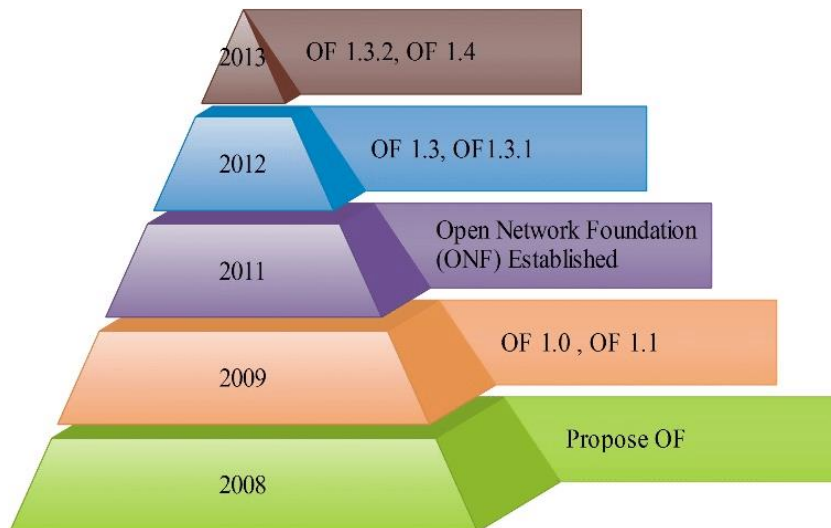 2013
OF 1.3.2, OF 1.4
2012
OF 1.3, OF1.3.1
2011
Open Network Foundation
(ONF) Established
2009
OF 1.0 , OF 1.1
2008
Propose OF